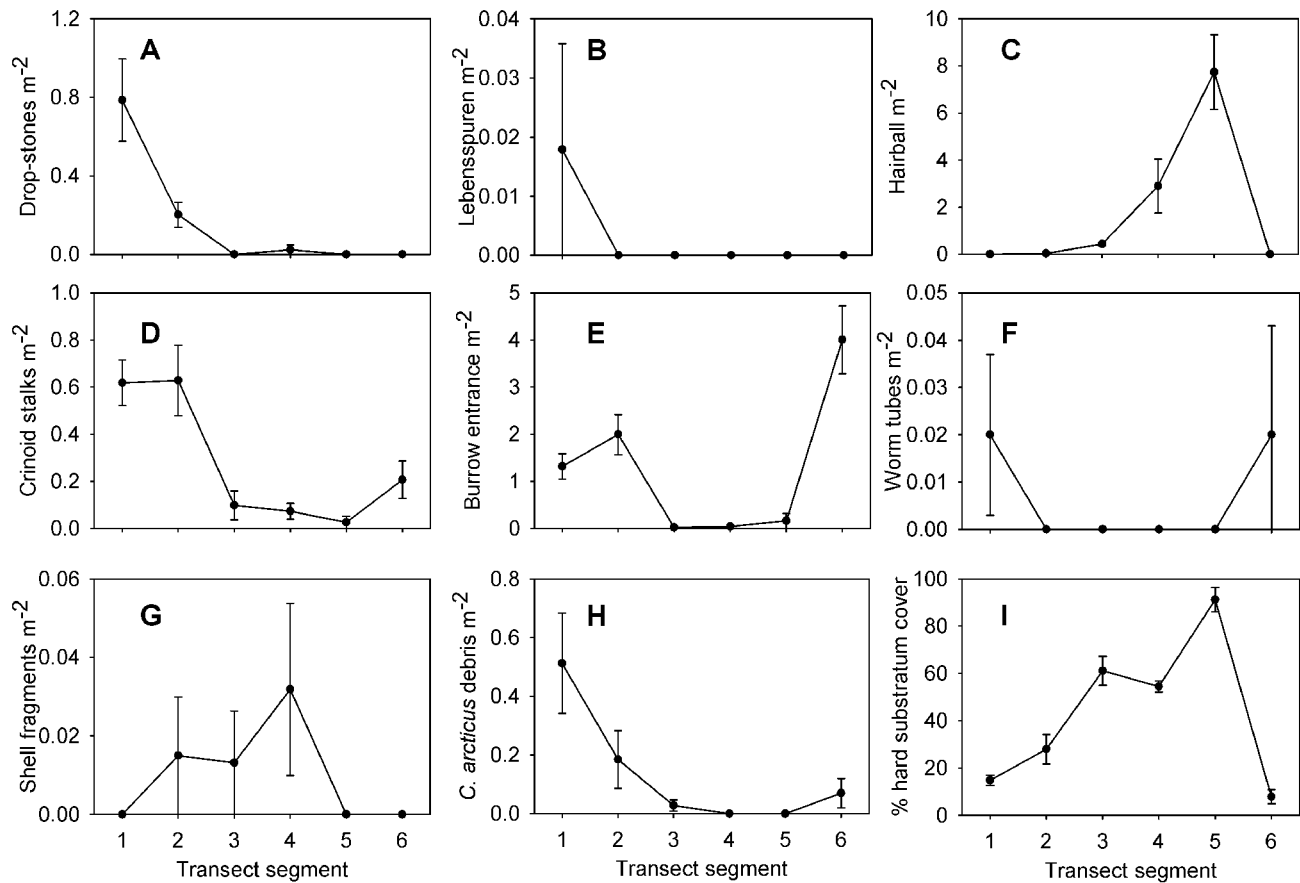 A
Drop-stones m-2
1.2
0.8
0.4
0.0
B
Lebensspuren m-2
0.04
0.03
0.02
0.01
0.00
C
Hairball m-2
10
8
6
4
2
0
D
Crinoid stalks m-2
1.0
0.8
0.6
0.4
0.2
0.0
E
Burrow entrance m-2
5
4
3
2
1
0
F
Worm tubes m-2
0.05
0.04
0.03
0.02
0.01
0.00
G
Shell fragments m-2
0.06
0.04
0.02
0.00
1 2 3 4 5 6
Transect segment
H
C. arcticus debris m-2
0.8
0.6
0.4
0.2
0.0
1 2 3 4 5 6
Transect segment
I
% hard substratum cover
100
80
60
40
20
0
1 2 3 4 5 6
Transect segment